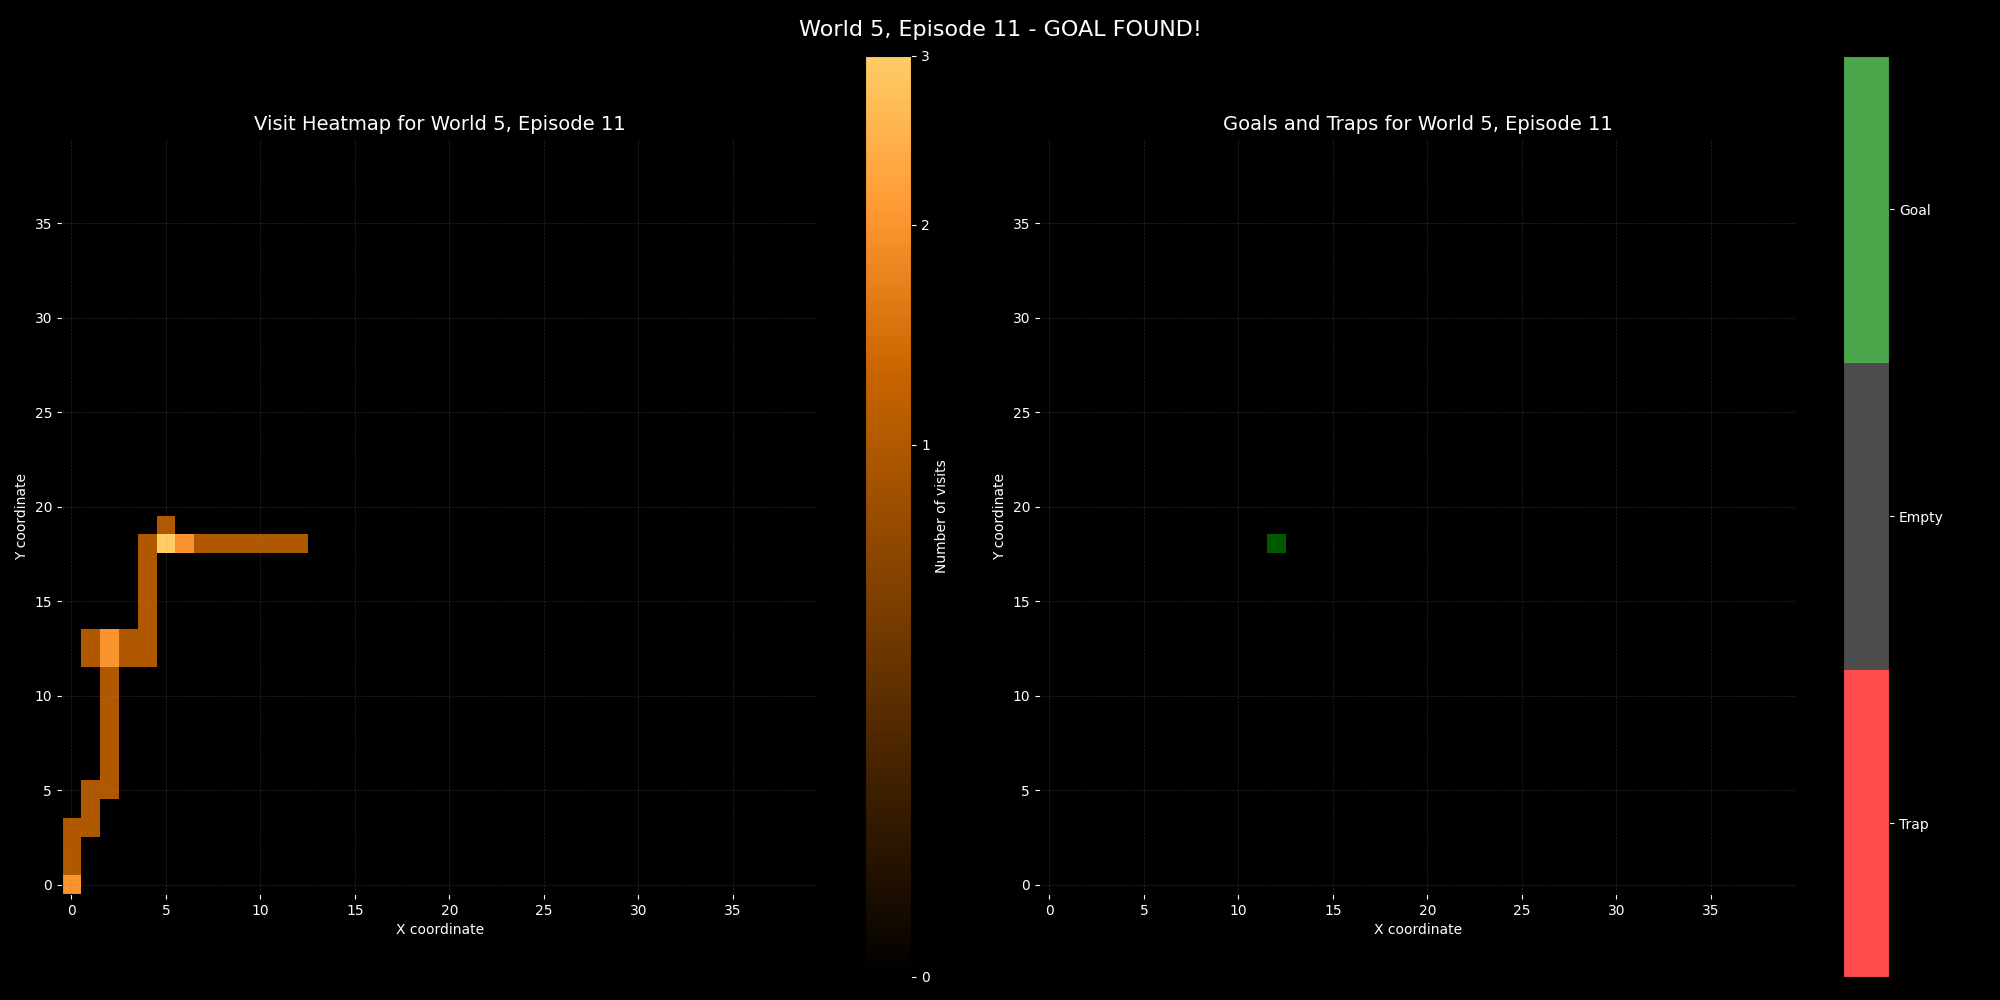 World 5, Episode 11 - GOAL FOUND!
Visit Heatmap for World 5, Episode 11
35
30
25
20
15
10
5
0
0 5 10 15 20 25 30 35
X coordinate
Y coordinate
3
2
1
0
Number of visits
Goals and Traps for World 5, Episode 11
35
30
25
20
15
10
5
0
0 5 10 15 20 25 30 35
X coordinate
Y coordinate
Goal
Empty
Trap